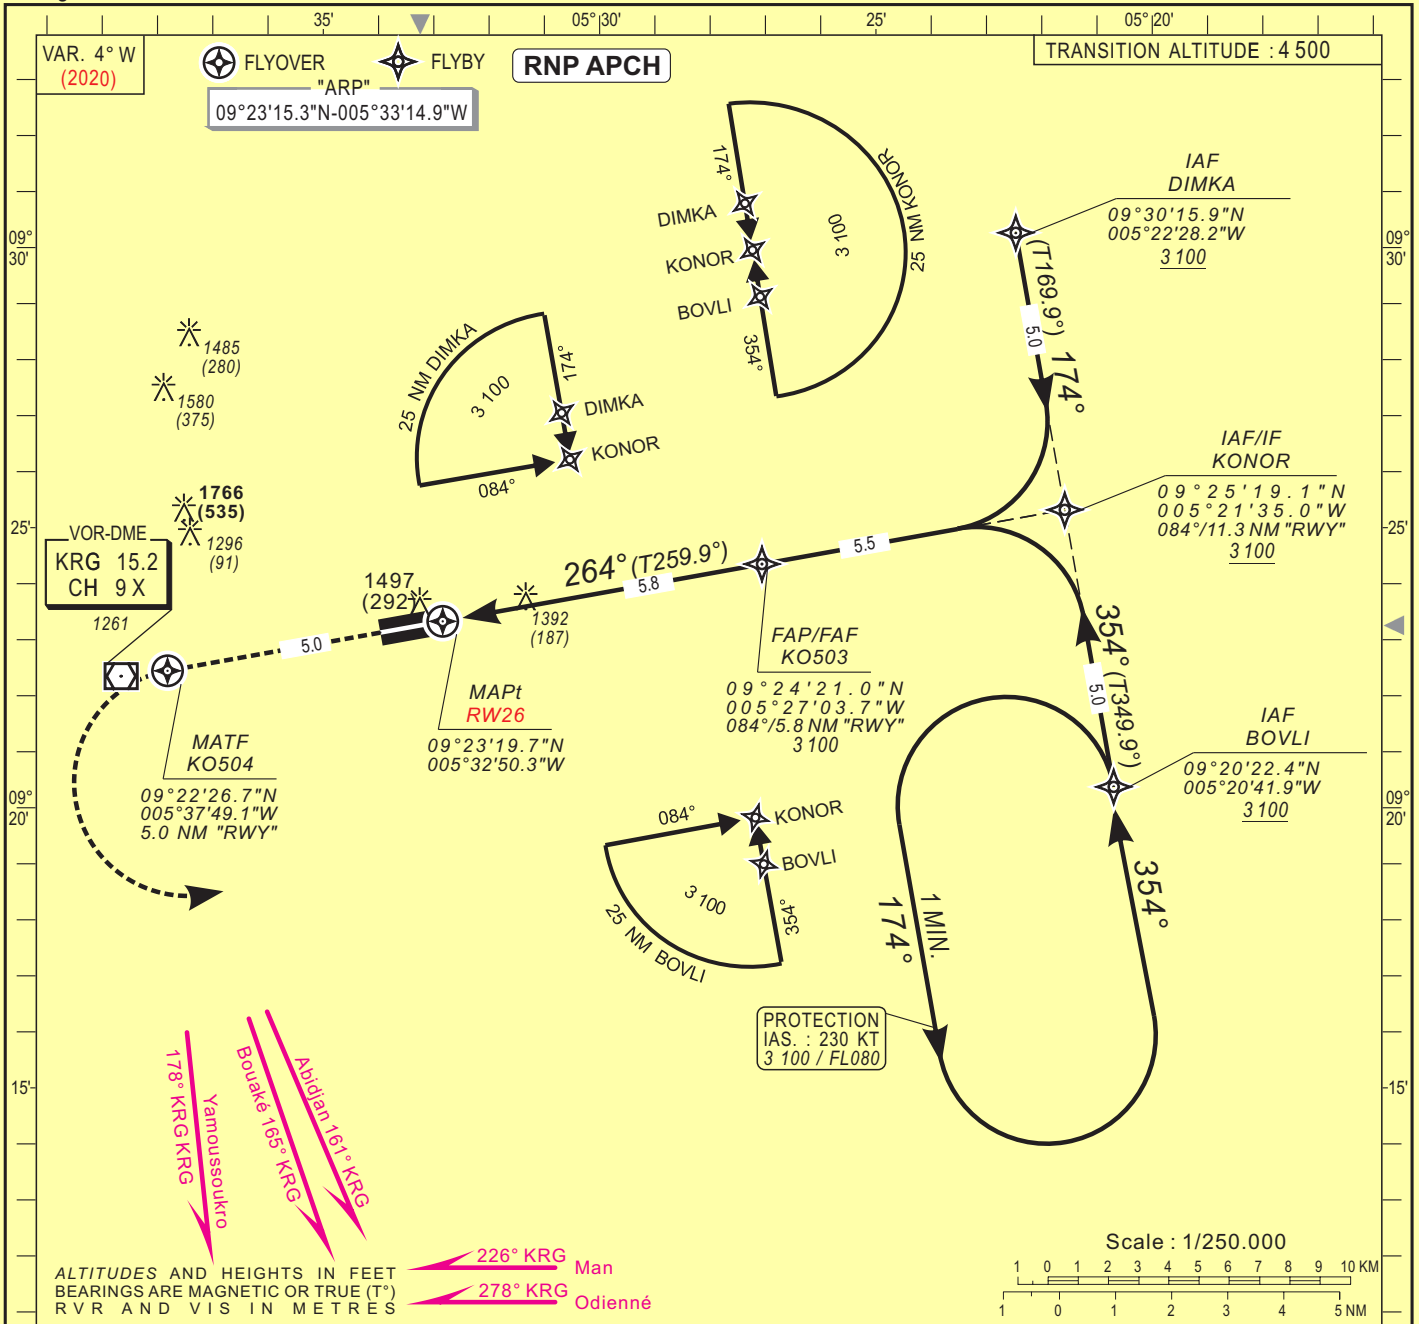 35'
05°30'
25'
05°20'
VAR. 4° W
(2020)
FLYOVER
FLYBY
RNP APCH
TRANSITION ALTITUDE : 4 500
"ARP"
09°23'15.3"N-005°33'14.9"W
174°
DIMKA
KONOR
BOVLI
354°
3 100
25 NM KONOR
IAF
DIMKA
09°30'15.9"N
005°22'28.2"W
3 100
09°
30'
09°
30'
(T169.9°)
5.0
174°
1485
(280)
1580
(375)
25 NM DIMKA
3 100
174°
DIMKA
KONOR
084°
IAF/IF
KONOR
09°25'19.1"N
005°21'35.0"W
084°/11.3 NM "RWY"
3 100
1766
(535)
1296
(91)
25'
25'
VOR-DME
KRG 15.2
CH 9 X
1261
1497
(292)
264° (T259.9°)
5.8
5.5
1392
(187)
5.0
FAP/FAF
KO503
09°24'21.0"N
005°27'03.7"W
084°/5.8 NM "RWY"
3 100
354° (T349.9°)
5.0
MAPt
RW26
09°23'19.7"N
005°32'50.3"W
MATF
KO504
09°22'26.7"N
005°37'49.1"W
5.0 NM "RWY"
IAF
BOVLI
09°20'22.4"N
005°20'41.9"W
3 100
09°
20'
09°
20'
084°
KONOR
BOVLI
3 100
354°
25 NM BOVLI
1 MIN.
174°
354°
PROTECTION
IAS. : 230 KT
3 100 / FL080
15'
15'
178° KRG KRG
Yamoussoukro
Bouaké 165° KRG
Abidjan 161° KRG
226° KRG
Man
278° KRG
Odienné
ALTITUDES AND HEIGHTS IN FEET
BEARINGS ARE MAGNETIC OR TRUE (T°)
RVR AND VIS IN METRES
Scale : 1/250.000
1 0 1 2 3 4 5 6 7 8 9 10 KM
1 0 1 2 3 4 5 NM